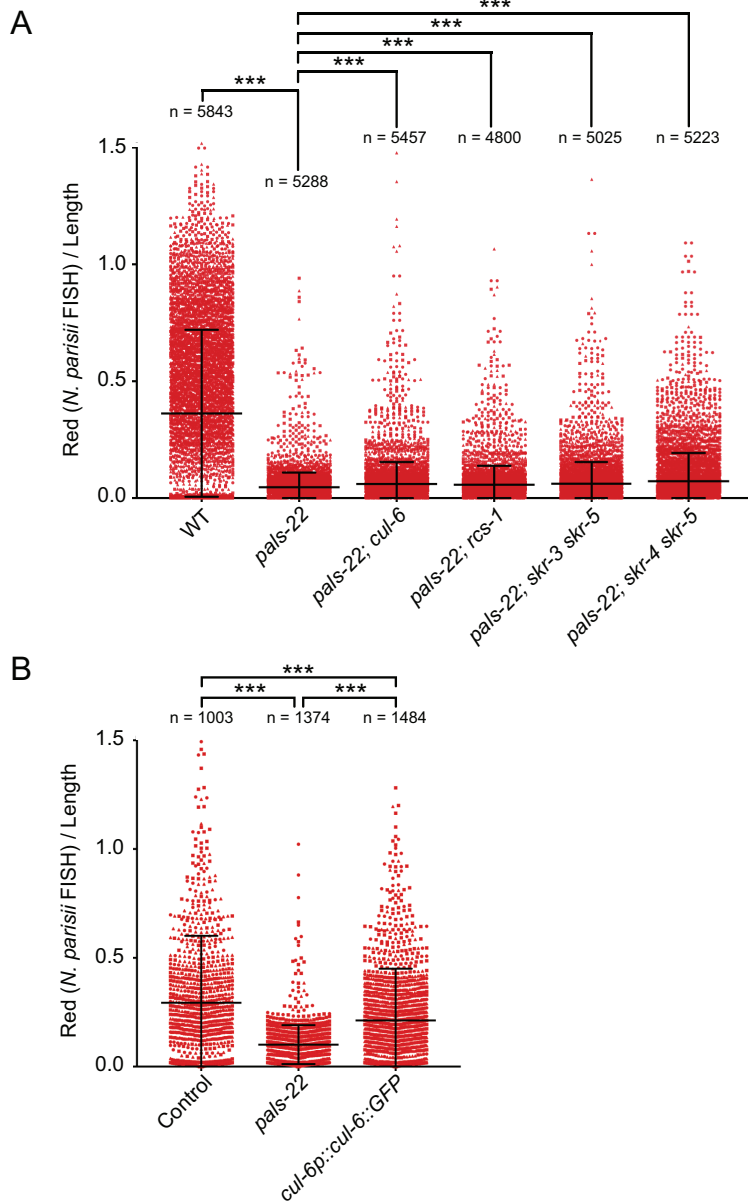 A
***
***
***
***
***
n = 5843
n = 5288
n = 5457
n = 4800
n = 5025
n = 5223
Red (N. parisii FISH) / Length
1.5
1.0
0.5
0.0
WT
pals-22
pals-22; cul-6
pals-22; rcs-1
pals-22; skr-3 skr-5
pals-22; skr-4 skr-5
B
***
***
***
n = 1003
n = 1374
n = 1484
Red (N. parisii FISH) / Length
1.5
1.0
0.5
0.0
Control
pals-22
cul-6p::cul-6::GFP